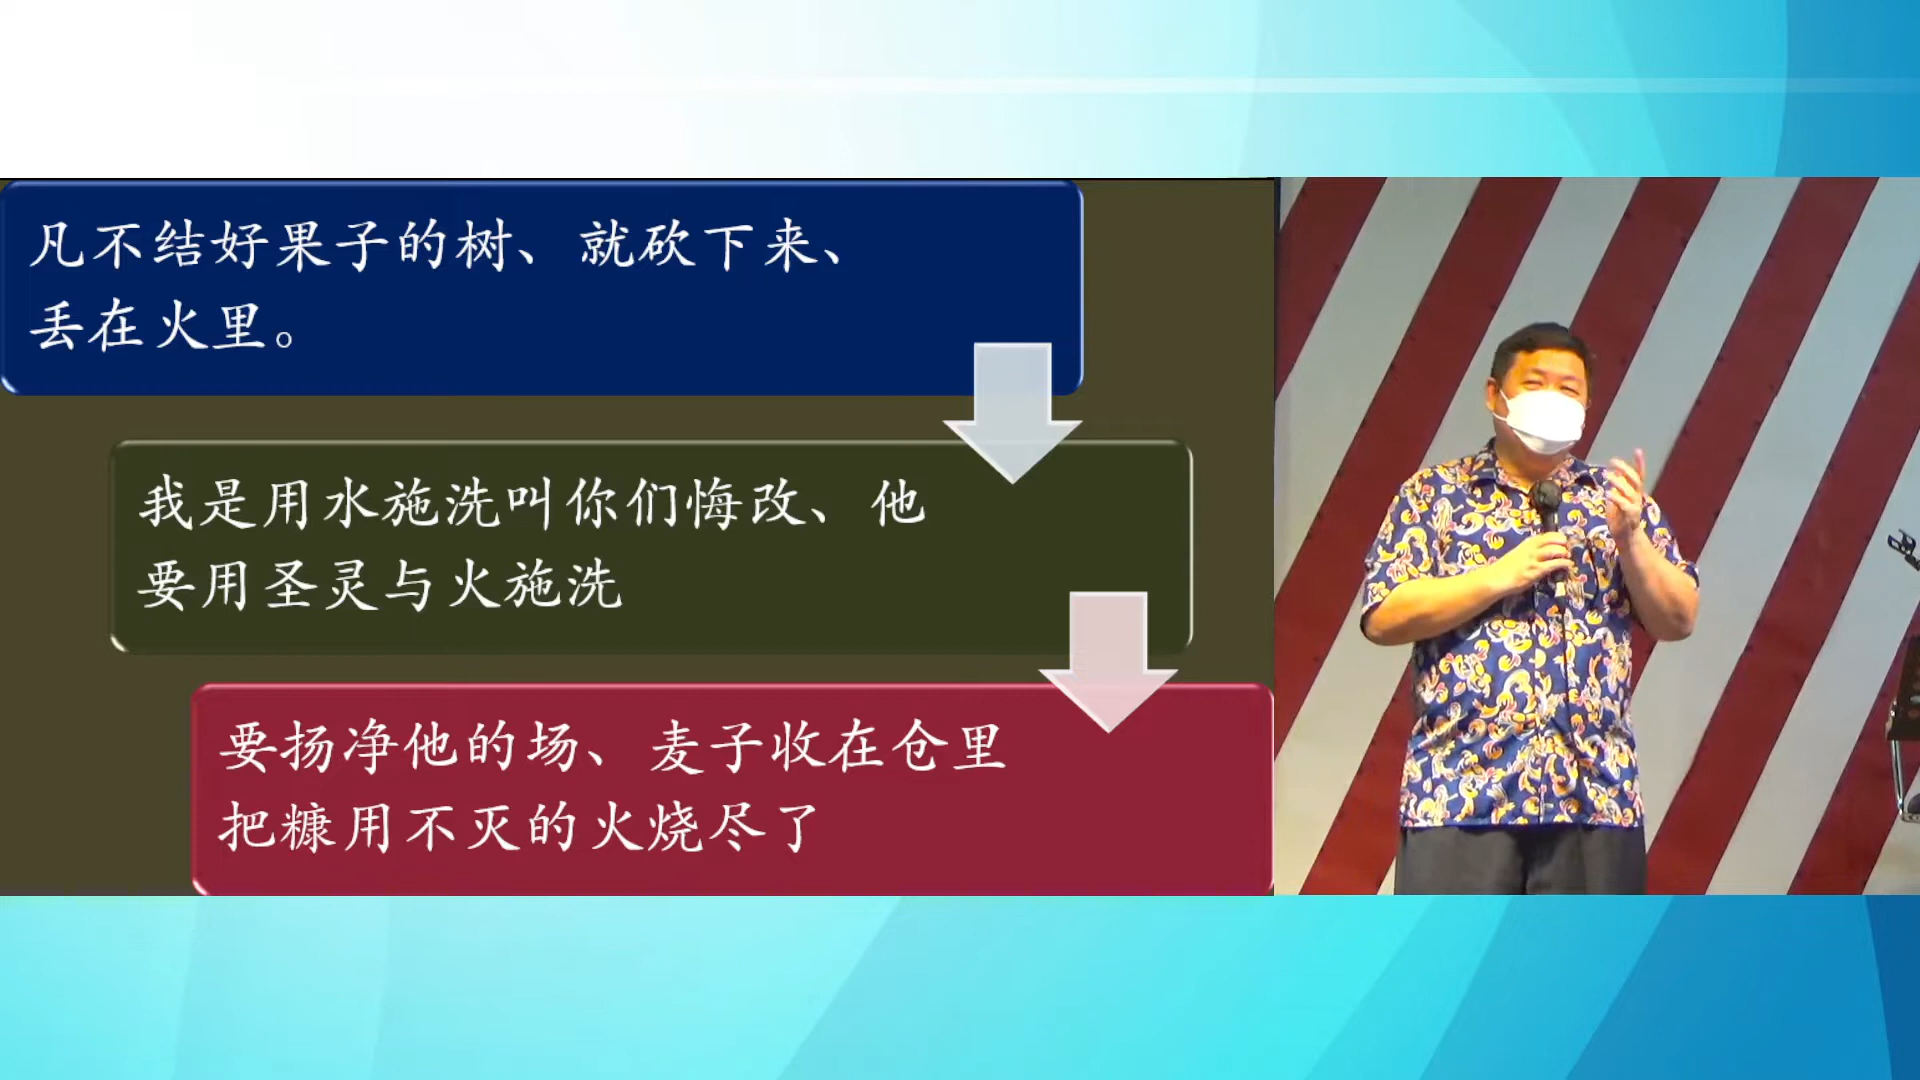 凡不结好果子的树、就砍下来、
丢在火里。
我是用水施洗叫你们悔改、他
要用圣灵与火施洗
要扬净他的场、麦子收在仓里
把糠用不灭的火烧尽了